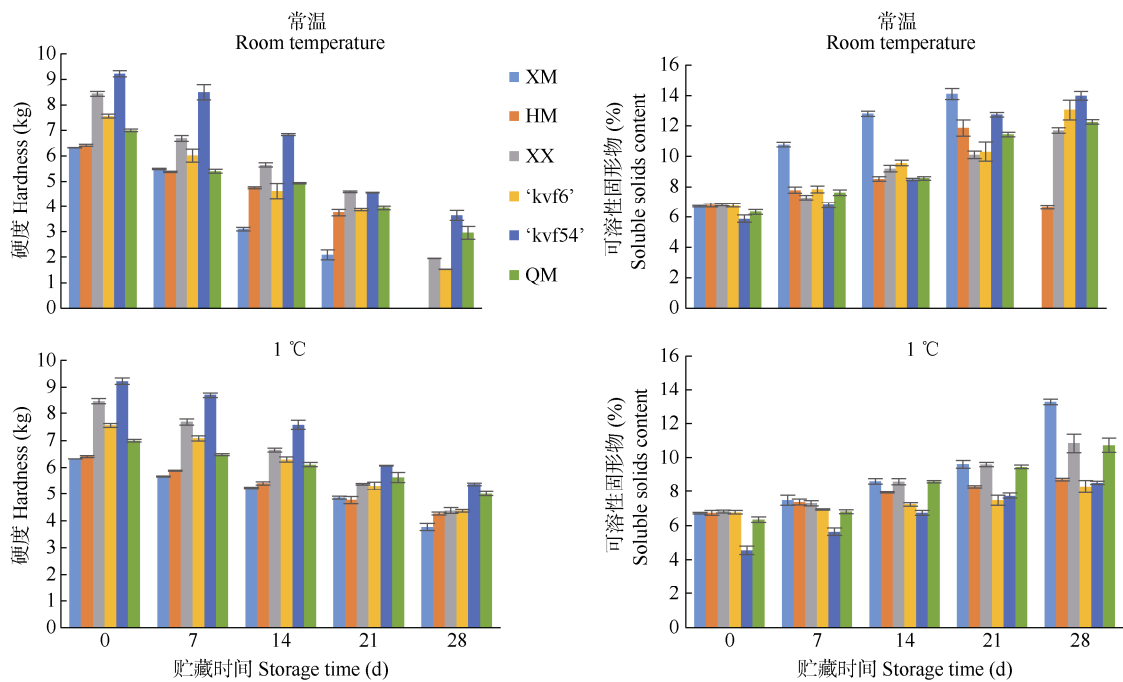 常温
Room temperature
硬度 Hardness (kg)
10
9
8
7
6
5
4
3
2
1
0
XM
HM
XX
‘kvf6’
‘kvf54’
QM
常温
Room temperature
可溶性固形物 (%)
Soluble solids content
16
14
12
10
8
6
4
2
0
1 ℃
硬度 Hardness (kg)
10
9
8
7
6
5
4
3
2
1
0
0 7 14 21 28
贮藏时间 Storage time (d)
1 ℃
可溶性固形物 (%)
Soluble solids content
16
14
12
10
8
6
4
2
0
0 7 14 21 28
贮藏时间 Storage time (d)